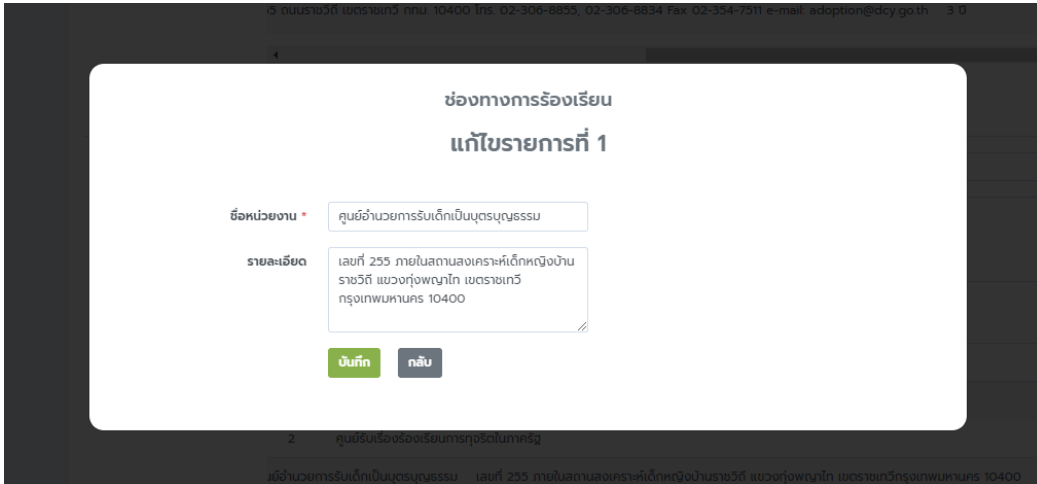 5 ถนนราชวิถี เขตราชเทวี กทม. 10400 โทร. 02-306-8855, 02-306-8834 Fax 02-354-7511 e-mail: adoption@dcy.go.th 3 ปี
ช่องทางการร้องเรียน
แก้ไขรายการที่ 1
ชื่อหน่วยงาน * ศูนย์อำนวยการรับเด็กเป็นบุตรบุญธรรม
รายละเอียด เลขที่ 255 ภายในสถานสงเคราะห์เด็กหญิงบ้าน
ราชวิถี แขวงทุ่งพญาไท เขตราชเทวี
กรุงเทพมหานคร 10400
บันทึก กลับ
2 ศูนย์รับเรื่องร้องเรียนการทุจริตในภาครัฐ
ย์อำนวยการรับเด็กเป็นบุตรบุญธรรม เลขที่ 255 ภายในสถานสงเคราะห์เด็กหญิงบ้านราชวิถี แขวงทุ่งพญาไท เขตราชเทวีกรุงเทพมหานคร 10400